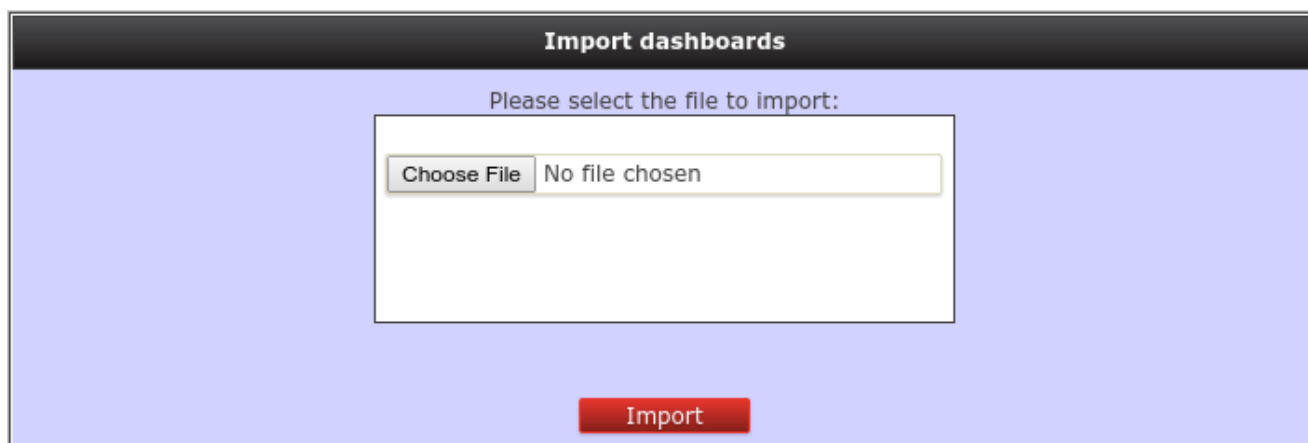 Import dashboards
Please select the file to import:
Choose File No file chosen
Import